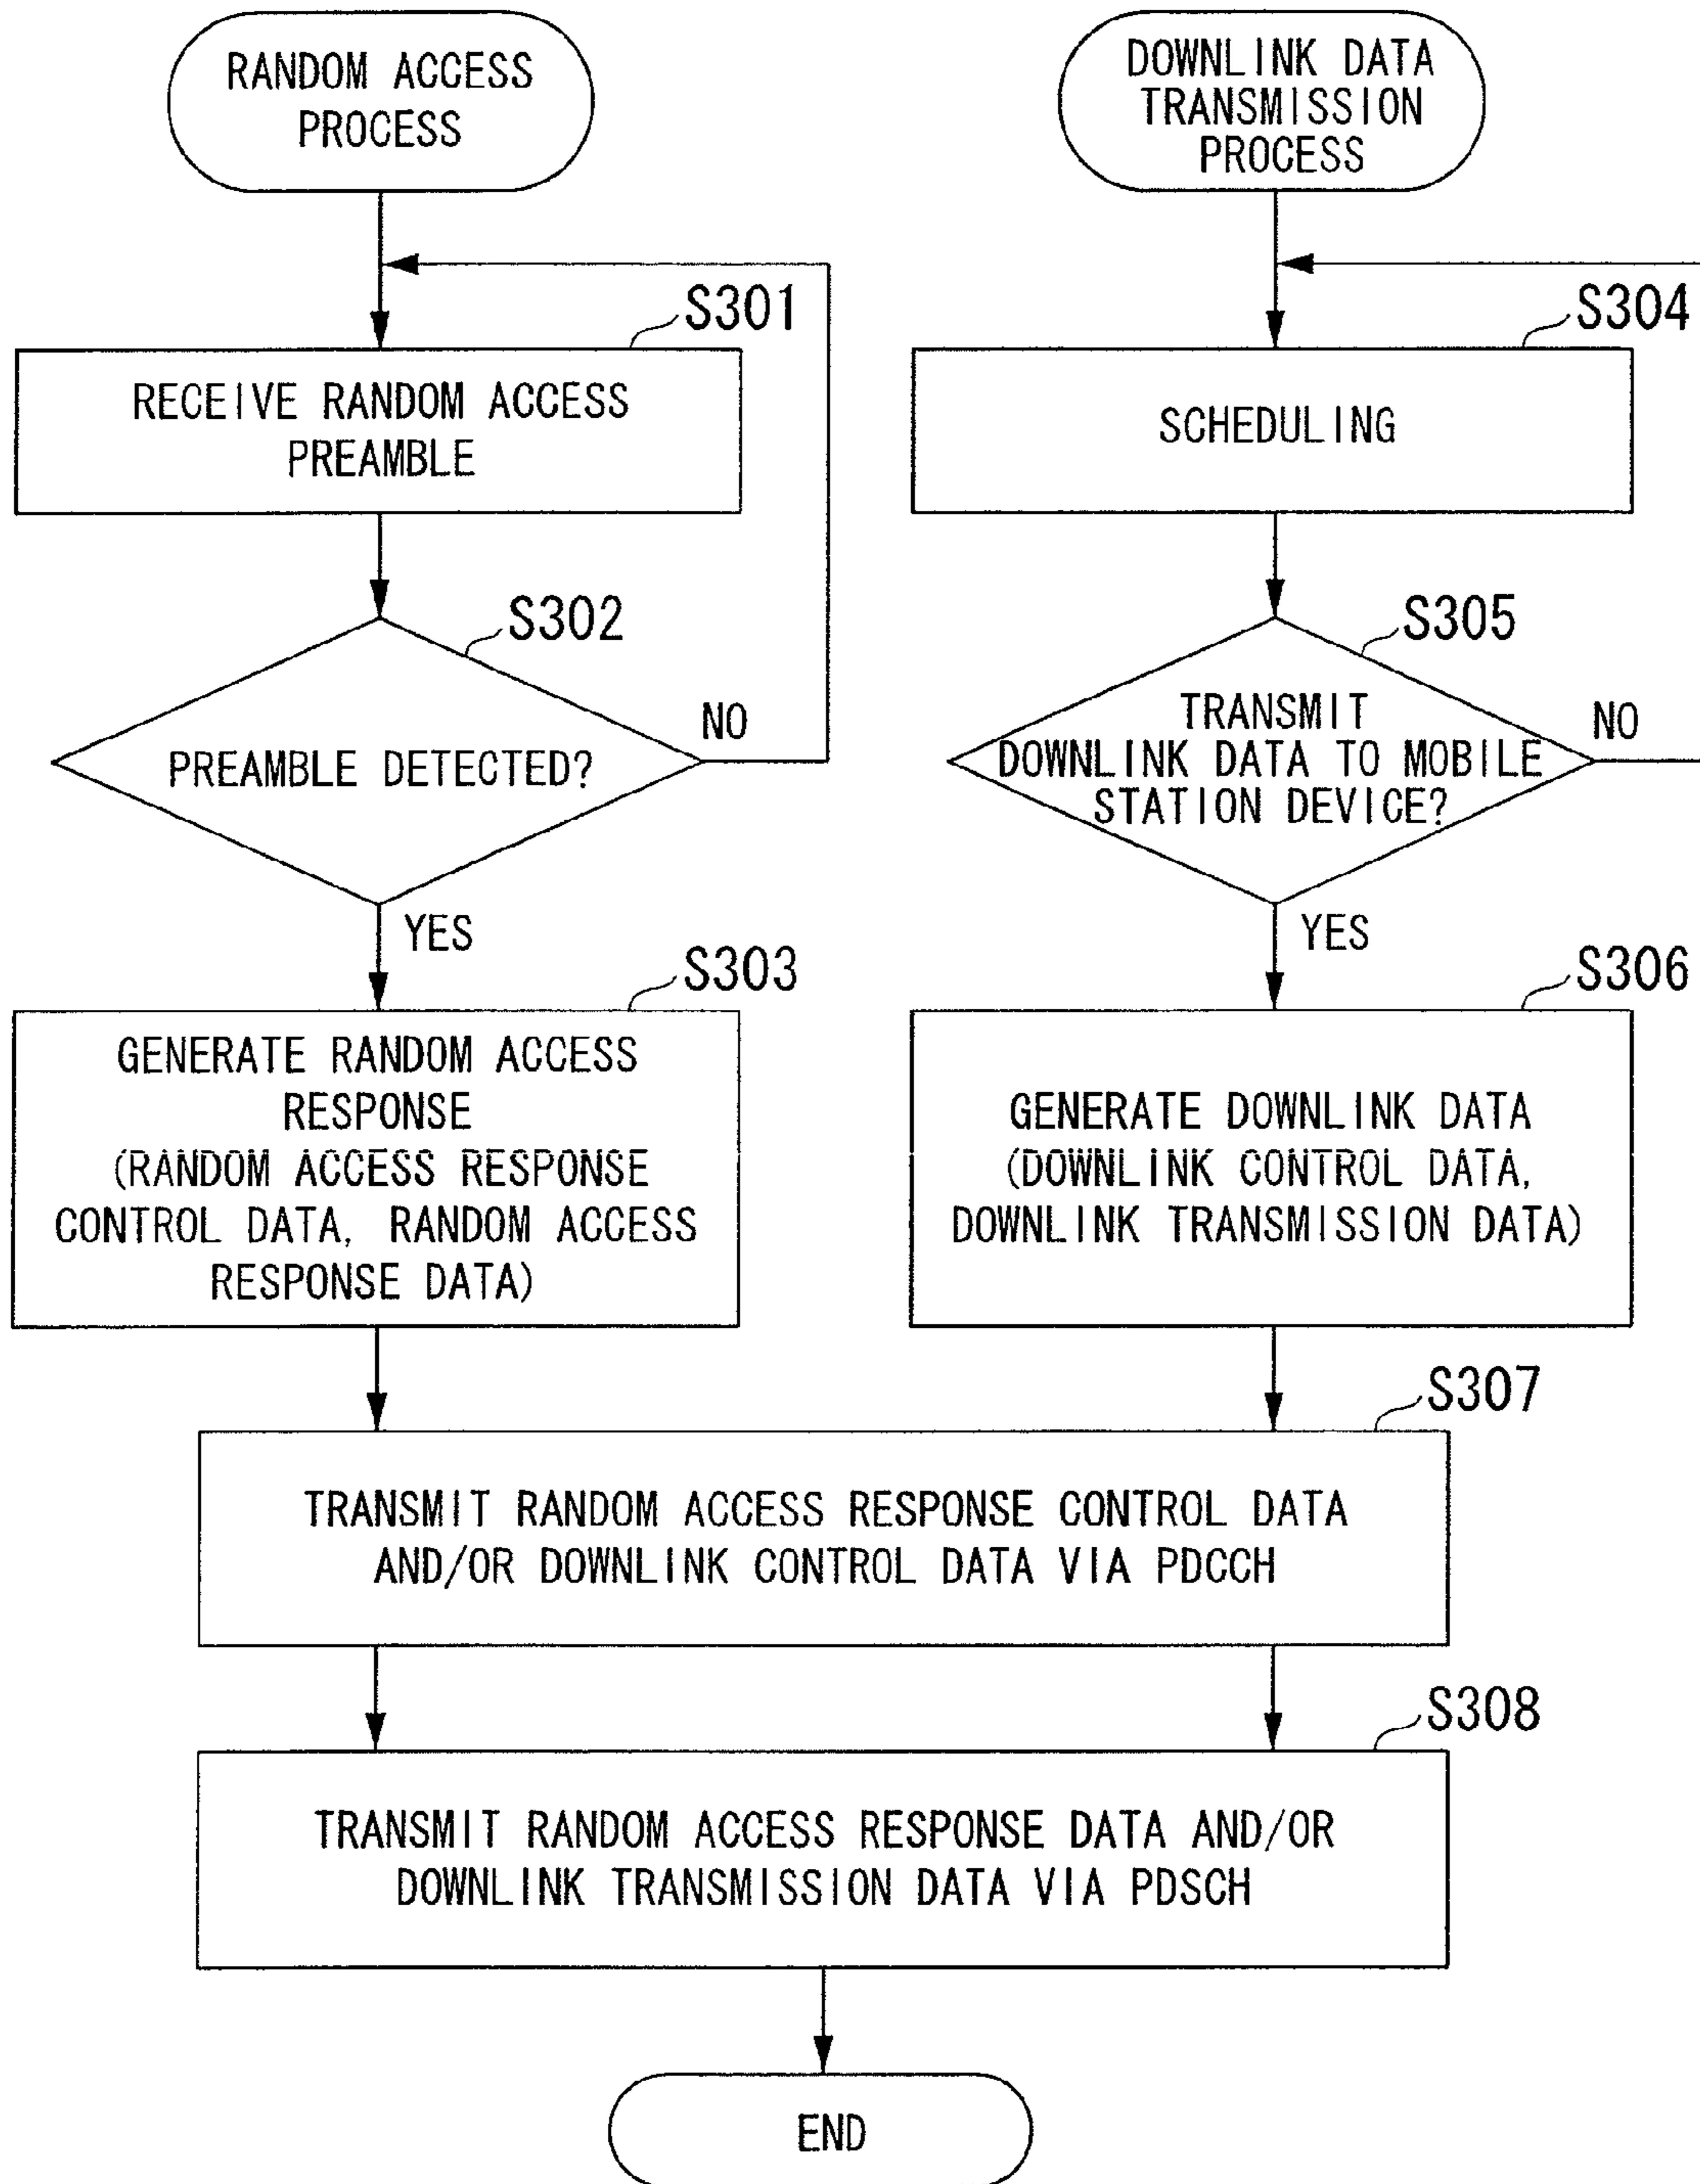 RANDOM ACCESS
PROCESS
S301
RECEIVE RANDOM ACCESS
PREAMBLE
S302
PREAMBLE DETECTED?
NO
YES
S303
GENERATE RANDOM ACCESS
RESPONSE
(RANDOM ACCESS RESPONSE
CONTROL DATA, RANDOM ACCESS
RESPONSE DATA)
DOWNLINK DATA
TRANSMISSION
PROCESS
S304
SCHEDULING
S305
TRANSMIT
DOWNLINK DATA TO MOBILE
STATION DEVICE?
NO
YES
S306
GENERATE DOWNLINK DATA
(DOWNLINK CONTROL DATA,
DOWNLINK TRANSMISSION DATA)
S307
TRANSMIT RANDOM ACCESS RESPONSE CONTROL DATA
AND/OR DOWNLINK CONTROL DATA VIA PDCCH
S308
TRANSMIT RANDOM ACCESS RESPONSE DATA AND/OR
DOWNLINK TRANSMISSION DATA VIA PDSCH
END